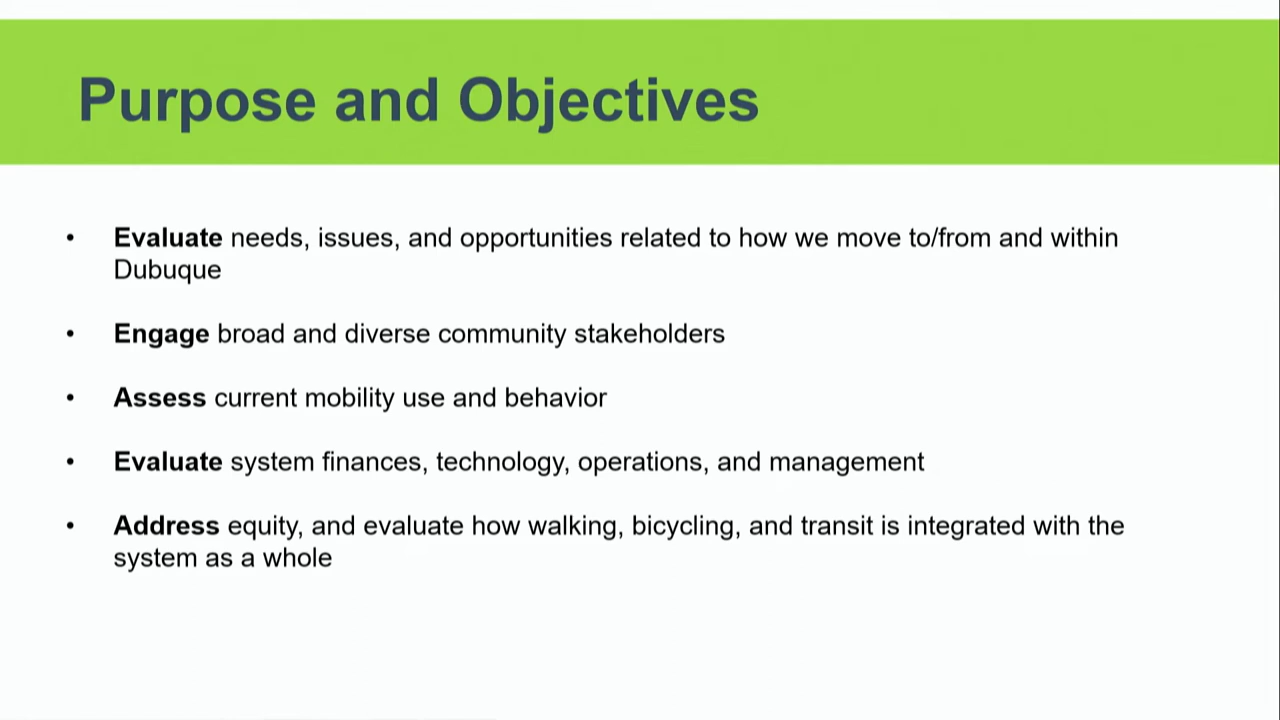 Purpose and Objectives
• Evaluate needs, issues, and opportunities related to how we move to/from and within
Dubuque
• Engage broad and diverse community stakeholders
• Assess current mobility use and behavior
• Evaluate system finances, technology, operations, and management
• Address equity, and evaluate how walking, bicycling, and transit is integrated with the
system as a whole